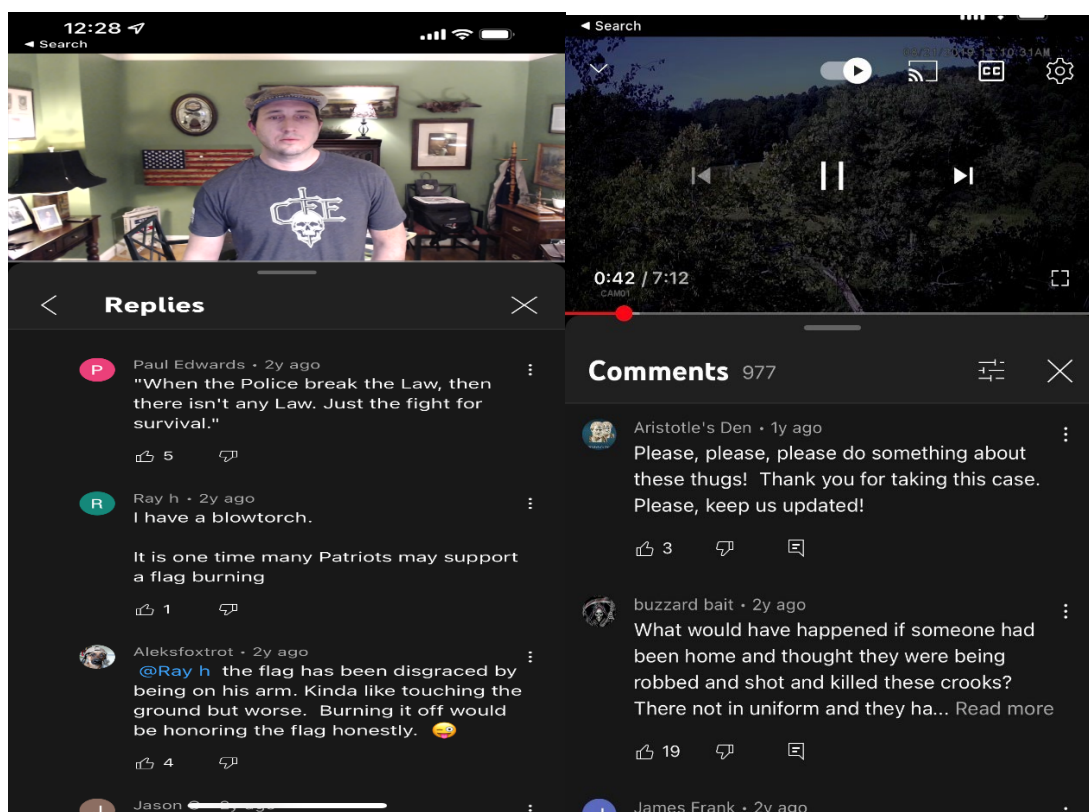 12:28
◄ Search
CFE
Replies
P
Paul Edwards • 2y ago
"When the Police break the Law, then
there isn't any Law. Just the fight for
survival."
5
R
Ray h • 2y ago
I have a blowtorch.
It is one time many Patriots may support
a flag burning
1
Aleksfoxtrot • 2y ago
@Ray h the flag has been disgraced by
being on his arm. Kinda like touching the
ground but worse. Burning it off would
be honoring the flag honestly. 😜
4
Jason
2y ago
◄ Search
10:31AM
CC
0:42 / 7:12
CAM01
Comments 977
Aristotle's Den • 1y ago
Please, please, please do something about
these thugs! Thank you for taking this case.
Please, keep us updated!
3
buzzard bait • 2y ago
What would have happened if someone had
been home and thought they were being
robbed and shot and killed these crooks?
There not in uniform and they ha... Read more
19
James Frank • 2y ago